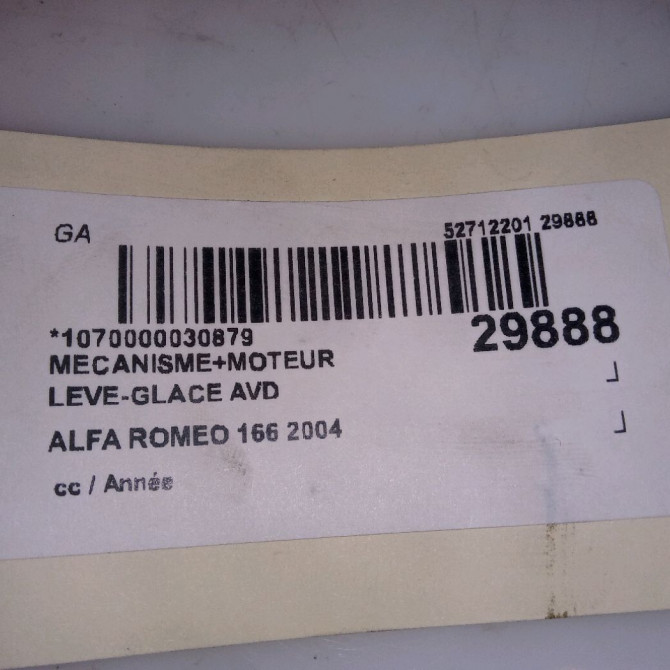 GA
52712201 29888
*1070000030879
29888
MECANISME+MOTEUR
LEVE-GLACE AVD
ALFA ROMEO 166 2004
cc / Année